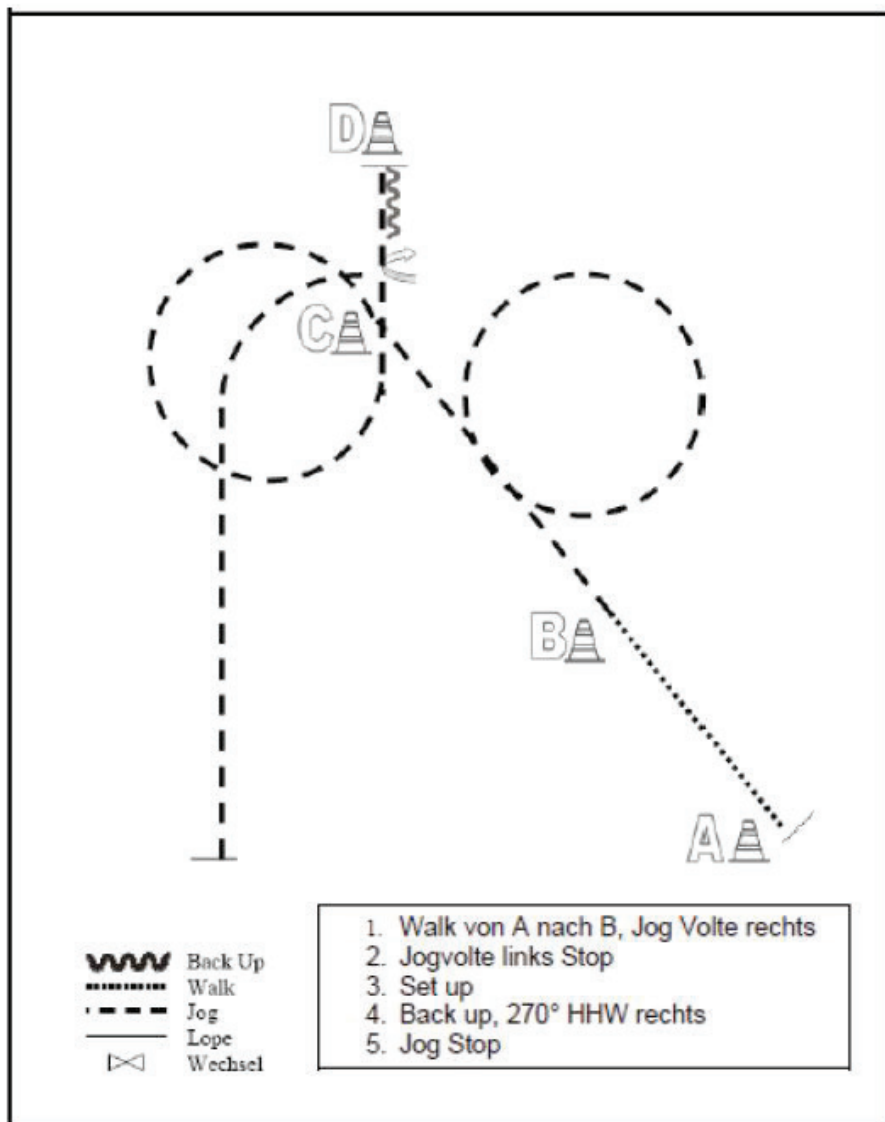 D
C
B
A
Back Up
Walk
Jog
Lope
Wechsel
1. Walk von A nach B, Jog Volte rechts
2. Jogvolte links Stop
3. Set up
4. Back up, 270° HHW rechts
5. Jog Stop